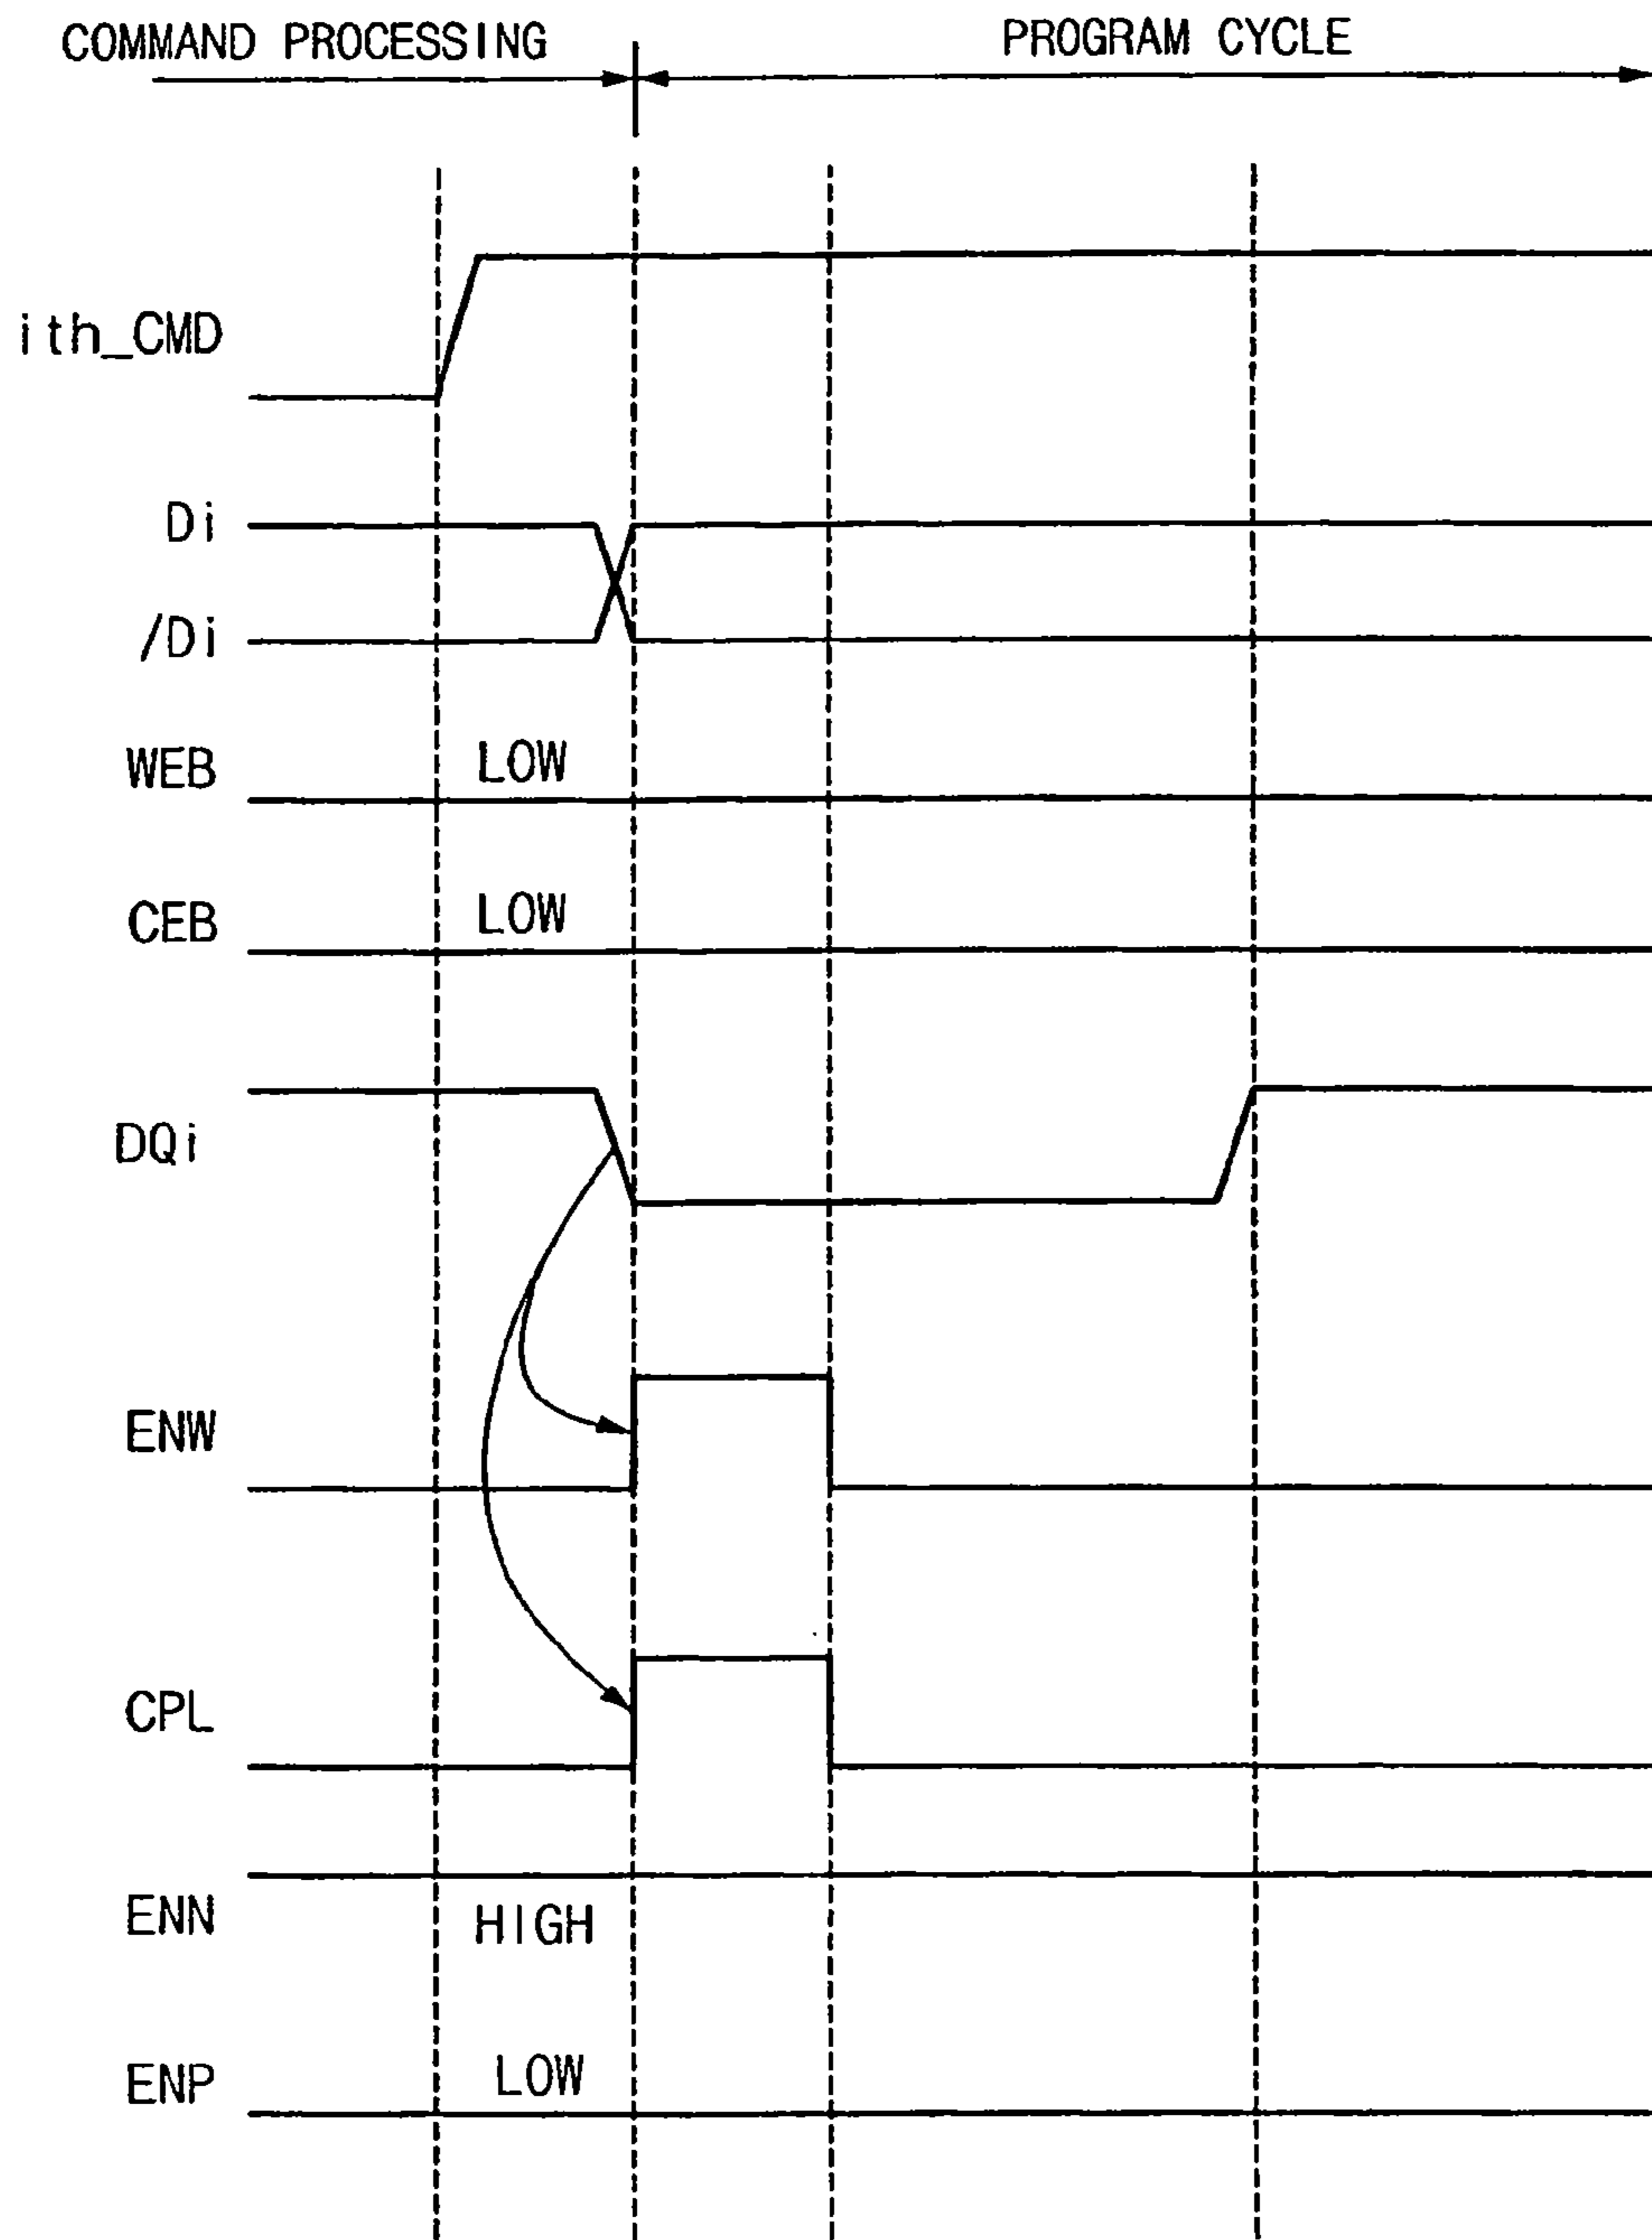 COMMAND PROCESSING PROGRAM CYCLE
ith_CMD
Di
/Di
WEB LOW
CEB LOW
DQi
ENW
CPL
ENN HIGH
ENP LOW